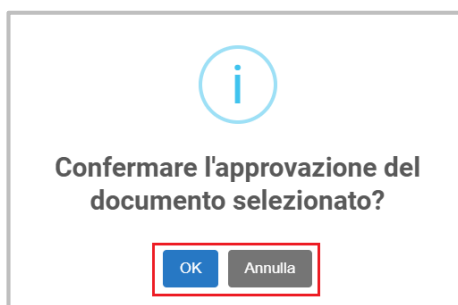 i
Confermare l'approvazione del
documento selezionato?
OK Annulla